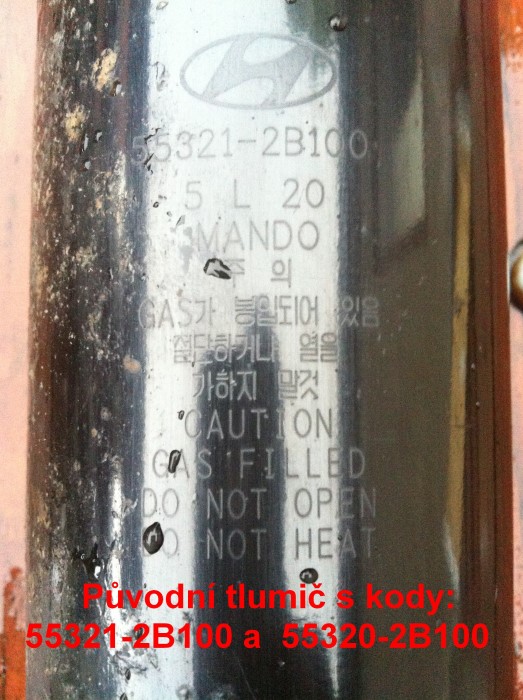 55321-2B100
5 L 20
MANDO
주 의
GAS가 봉입되어 있음
절단하거나 열을
가하지 말것
CAUTION
GAS FILLED
DO NOT OPEN
DO NOT HEAT
Původní tlumič s kody:
55321-2B100 a 55320-2B100